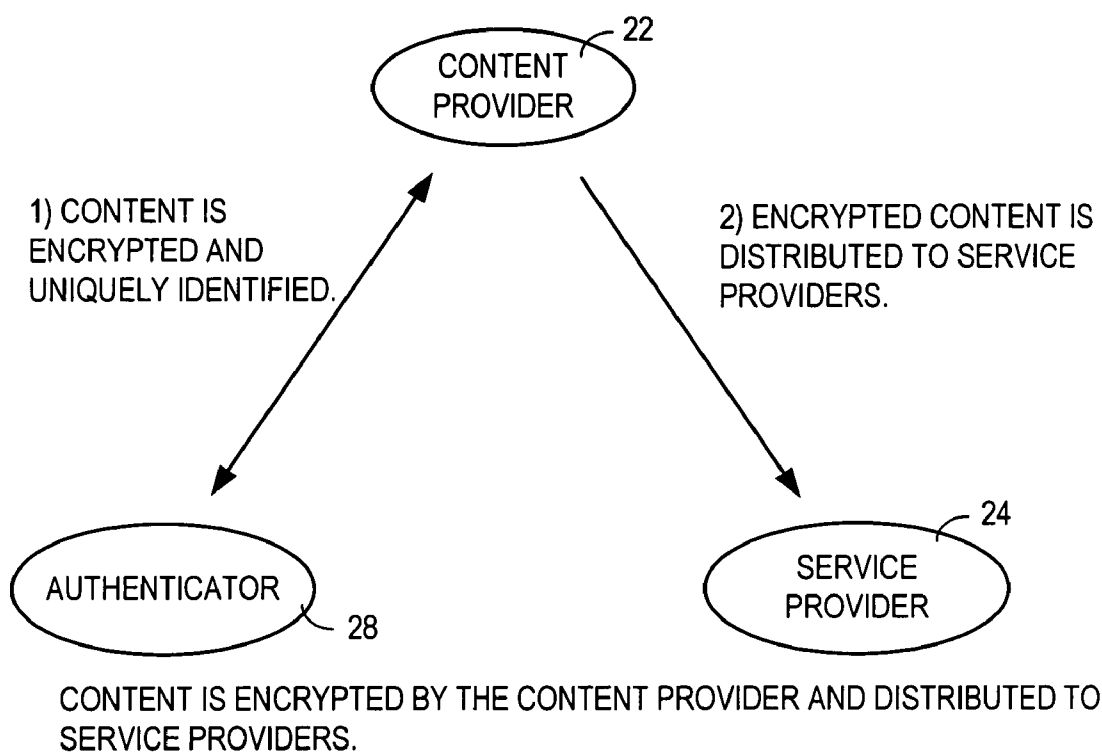 22
CONTENT
PROVIDER
1) CONTENT IS
ENCRYPTED AND
UNIQUELY IDENTIFIED.
2) ENCRYPTED CONTENT IS
DISTRIBUTED TO SERVICE
PROVIDERS.
24
AUTHENTICATOR
28
SERVICE
PROVIDER
CONTENT IS ENCRYPTED BY THE CONTENT PROVIDER AND DISTRIBUTED TO
SERVICE PROVIDERS.